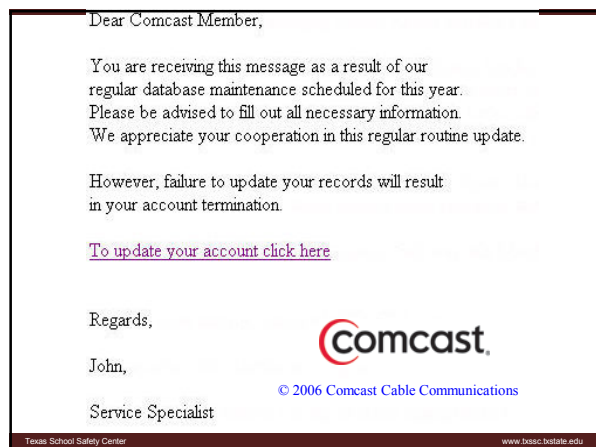 Dear Comcast Member,
You are receiving this message as a result of our
regular database maintenance scheduled for this year.
Please be advised to fill out all necessary information.
We appreciate your cooperation in this regular routine update.
However, failure to update your records will result
in your account termination.
To update your account click here
Regards,
comcast.
John,
© 2006 Comcast Cable Communications
Service Specialist
Texas School Safety Center
www.txssc.txstate.edu